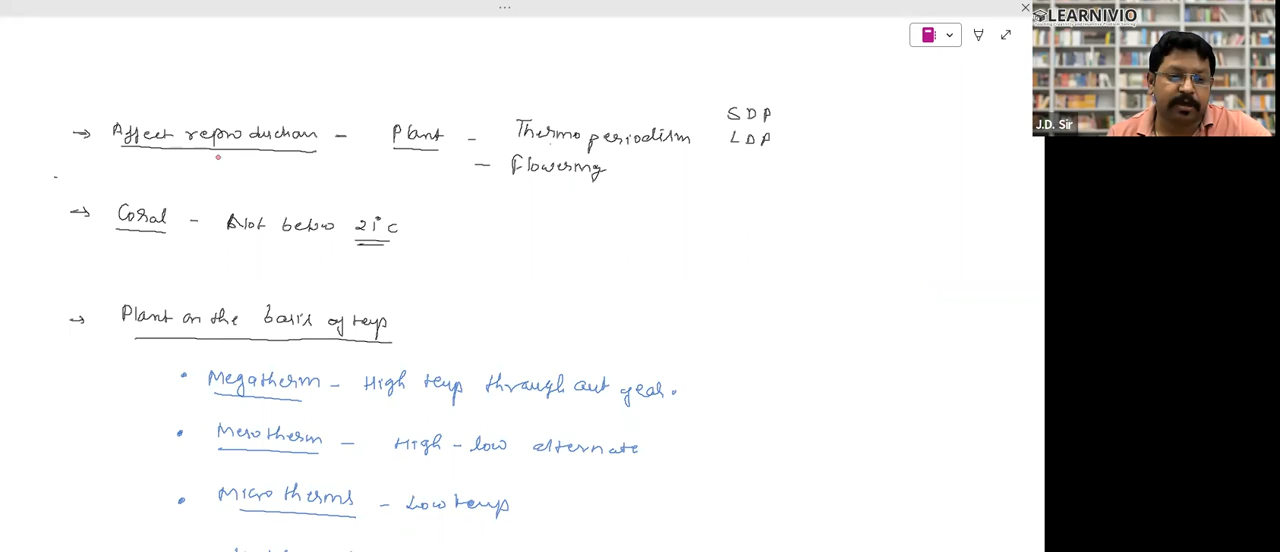 LEARNIVIO
J.D. Sir
→ Affect reproduction - Plant - Thermoperiodism SDP
LDP
- Flowering
→ Coral - Not below 21°C
→ Plant on the basis of temp
• Megatherm - High temp through out year.
• Mesotherm - High - low alternate
• Microtherms - Low temp